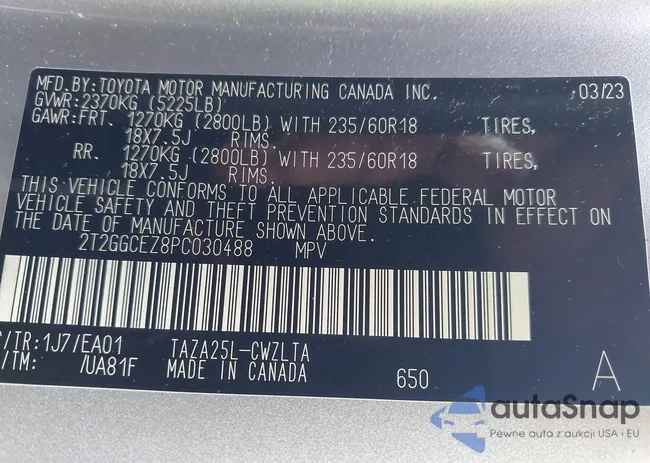 MFD.BY:TOYOTA MOTOR MANUFACTURING CANADA INC. 03/23
GVWR:2370KG (5225LB)
GAWR:FRT. 1270KG (2800LB) WITH 235/60R18 TIRES,
18X7.5J RIMS.
RR. 1270KG (2800LB) WITH 235/60R18 TIRES,
18X7.5J RIMS.
THIS VEHICLE CONFORMS TO ALL APPLICABLE FEDERAL MOTOR
VEHICLE SAFETY AND THEFT PREVENTION STANDARDS IN EFFECT ON
THE DATE OF MANUFACTURE SHOWN ABOVE.
2T2GGCEZ8PC030488 MPV
C/TR:1J7/EA01 TAZA25L-CWZLTA
/TM: /UA81F MADE IN CANADA 650 A
autaSnap
Pewne auta z aukcji USA i EU